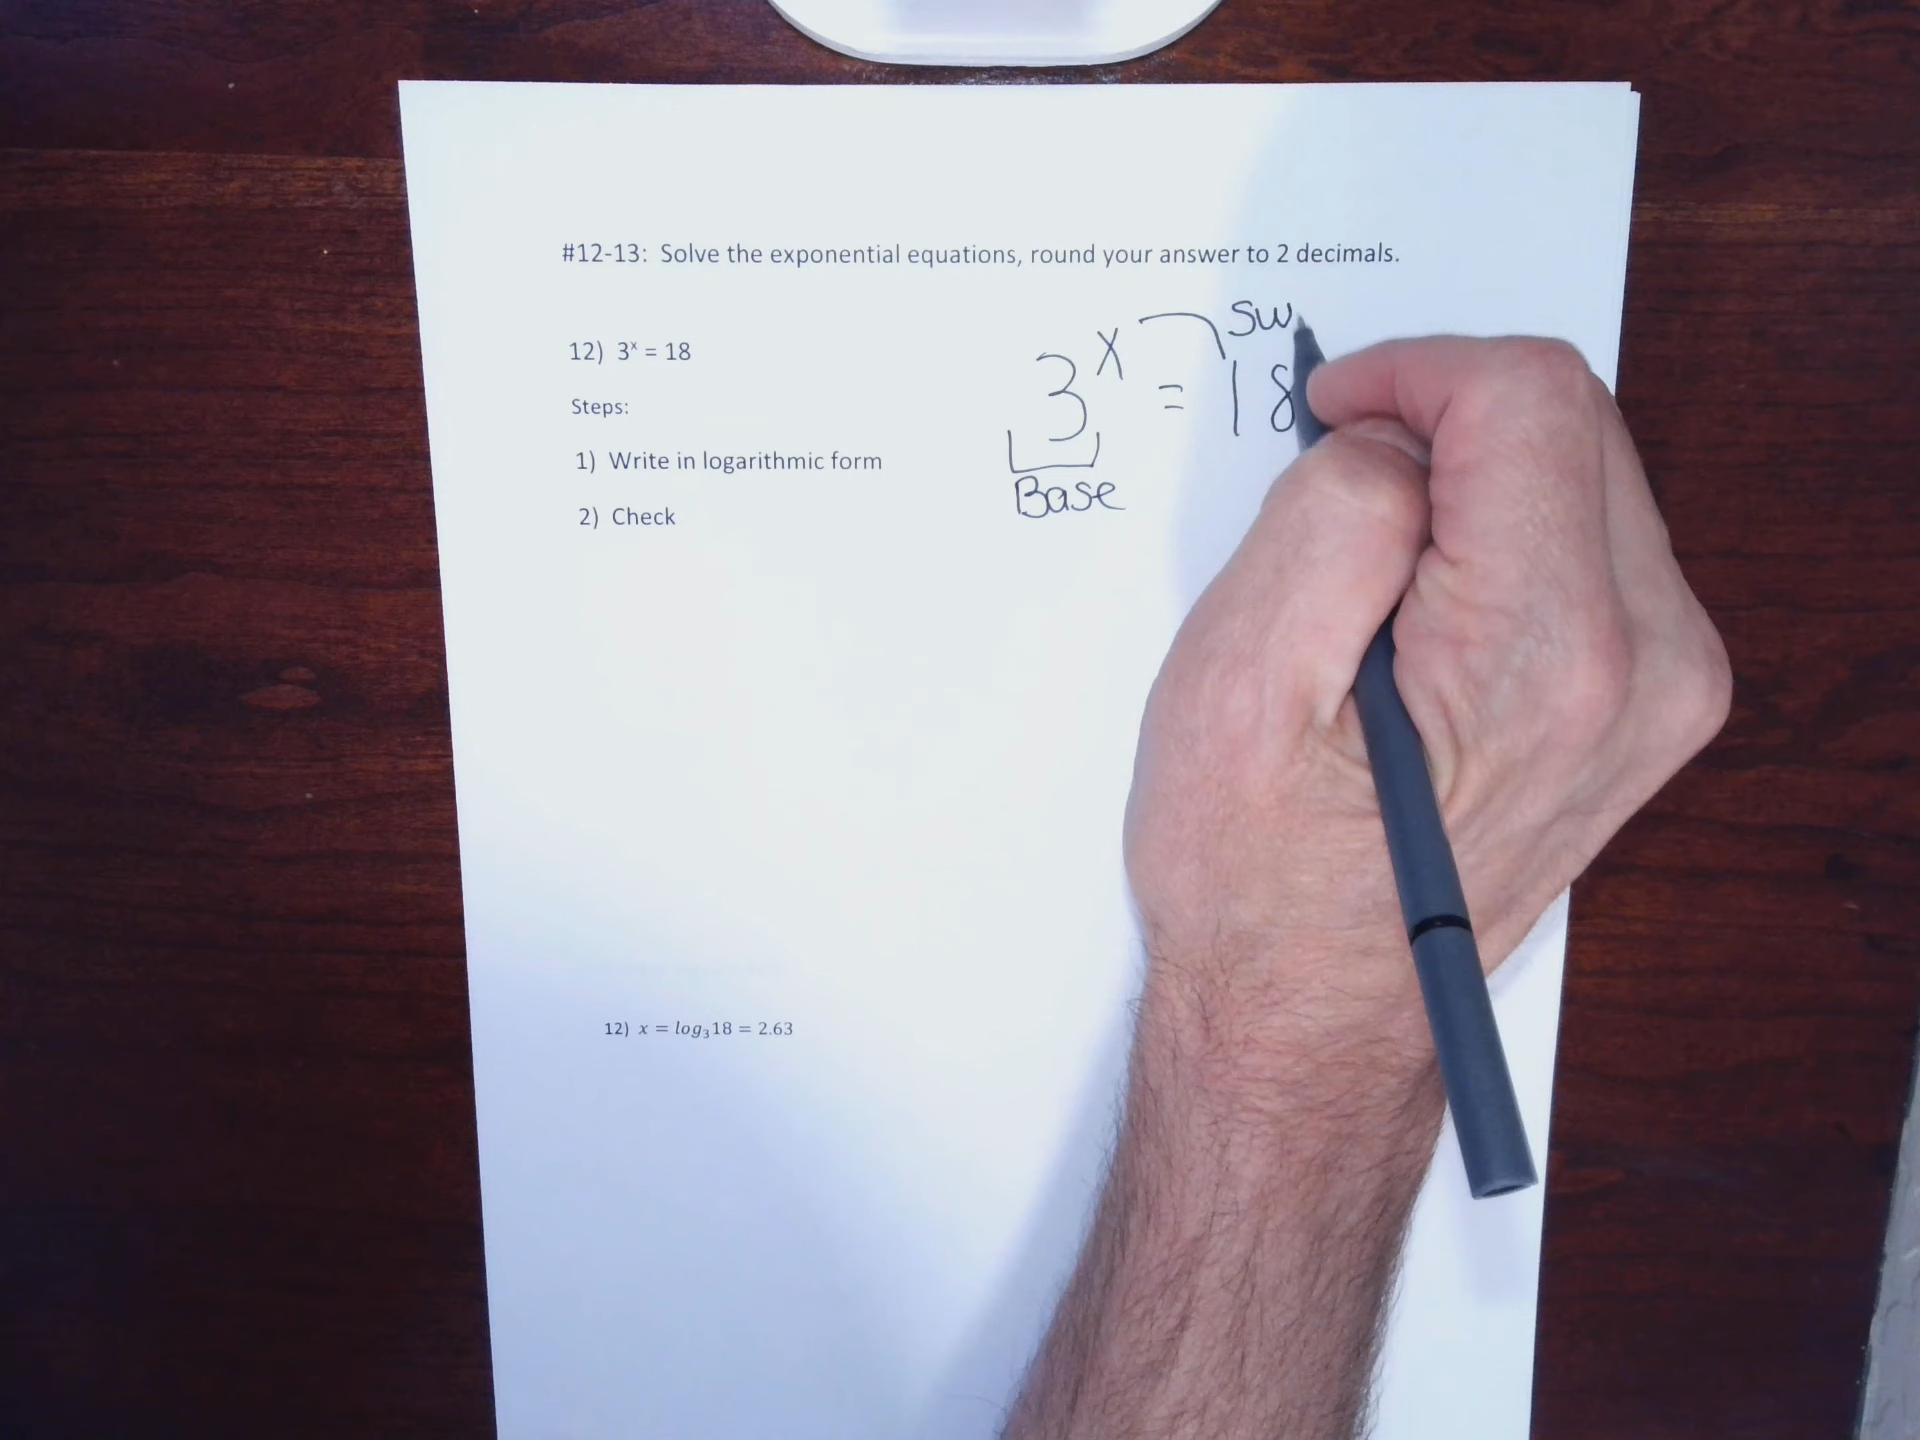 #12-13: Solve the exponential equations, round your answer to 2 decimals.
12) 3ˣ = 18
Steps:
1) Write in logarithmic form
2) Check
sw
3ˣ = 18
Base
12) x = log₃18 = 2.63